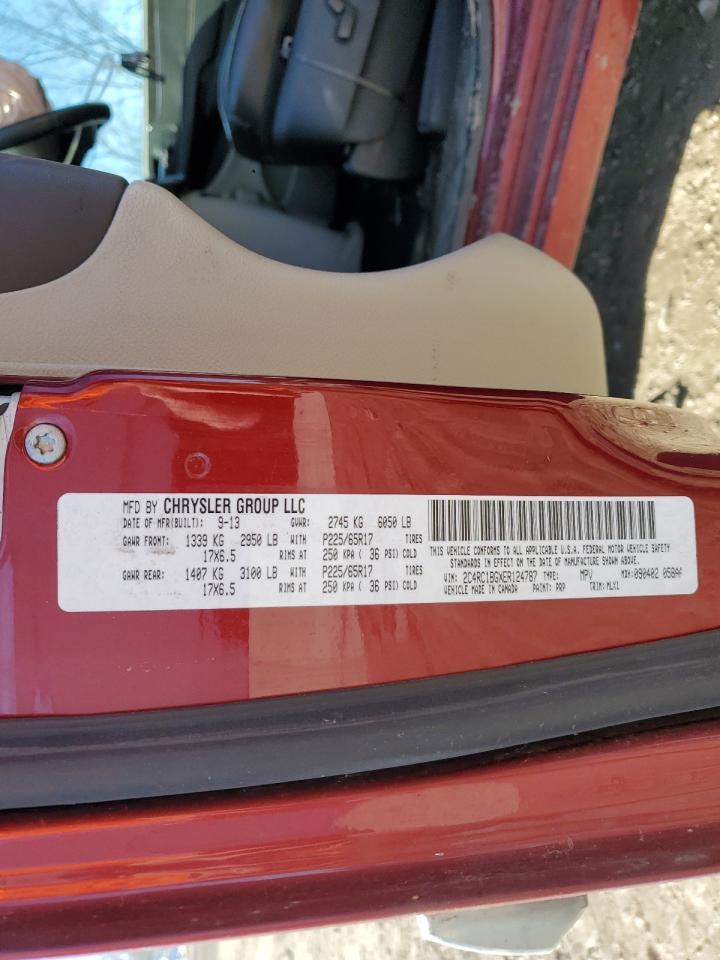 MFD BY CHRYSLER GROUP LLC
DATE OF MFR(BUILT): 9-13 GVWR: 2745 KG 6050 LB
GAWR FRONT: 1339 KG 2950 LB WITH P225/65R17 TIRES
17X6.5 RIMS AT 250 KPA ( 36 PSI) COLD
GAWR REAR: 1407 KG 3100 LB WITH P225/65R17 TIRES
17X6.5 RIMS AT 250 KPA ( 36 PSI) COLD
THIS VEHICLE CONFORMS TO ALL APPLICABLE U.S.A. FEDERAL MOTOR VEHICLE SAFETY
STANDARDS IN EFFECT ON THE DATE OF MANUFACTURE SHOWN ABOVE.
VIN: 2C4RC1BGXER124787 TYPE: MPV MDH:090402 058AF
VEHICLE MADE IN CANADA PAINT: PRP TRIM: MLX1